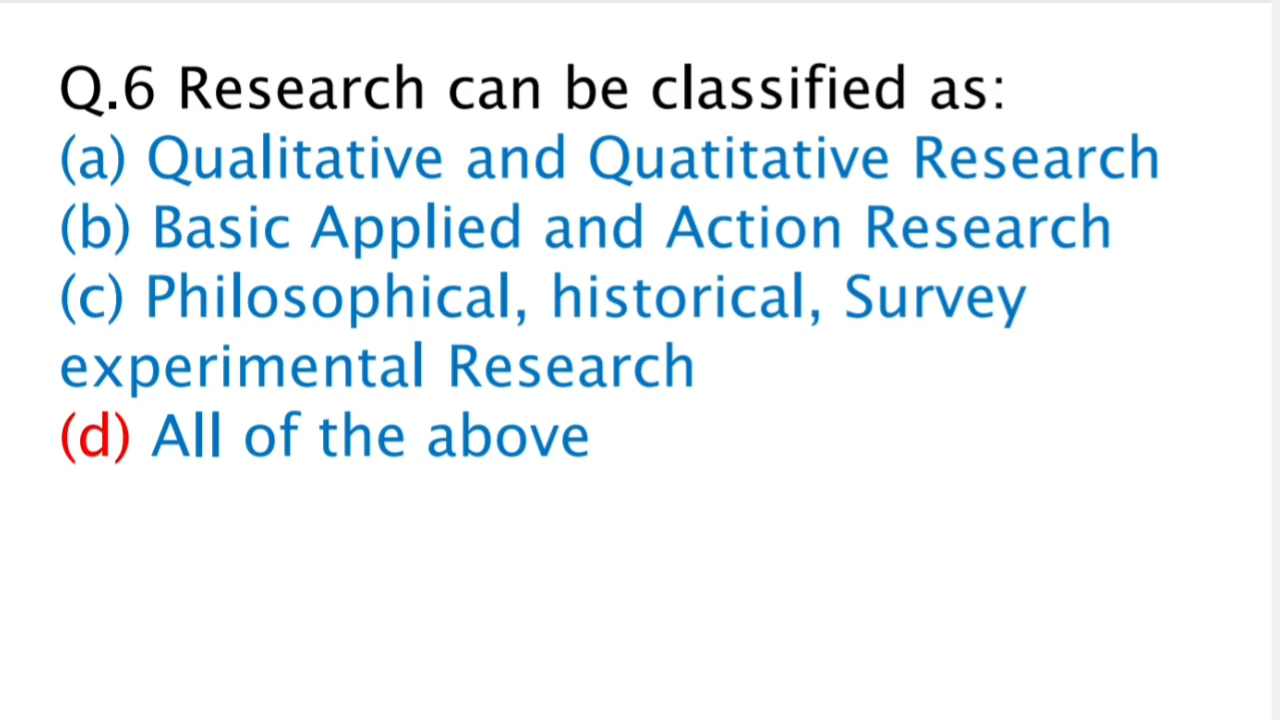 Q.6 Research can be classified as:
(a) Qualitative and Quatitative Research
(b) Basic Applied and Action Research
(c) Philosophical, historical, Survey
experimental Research
(d) All of the above